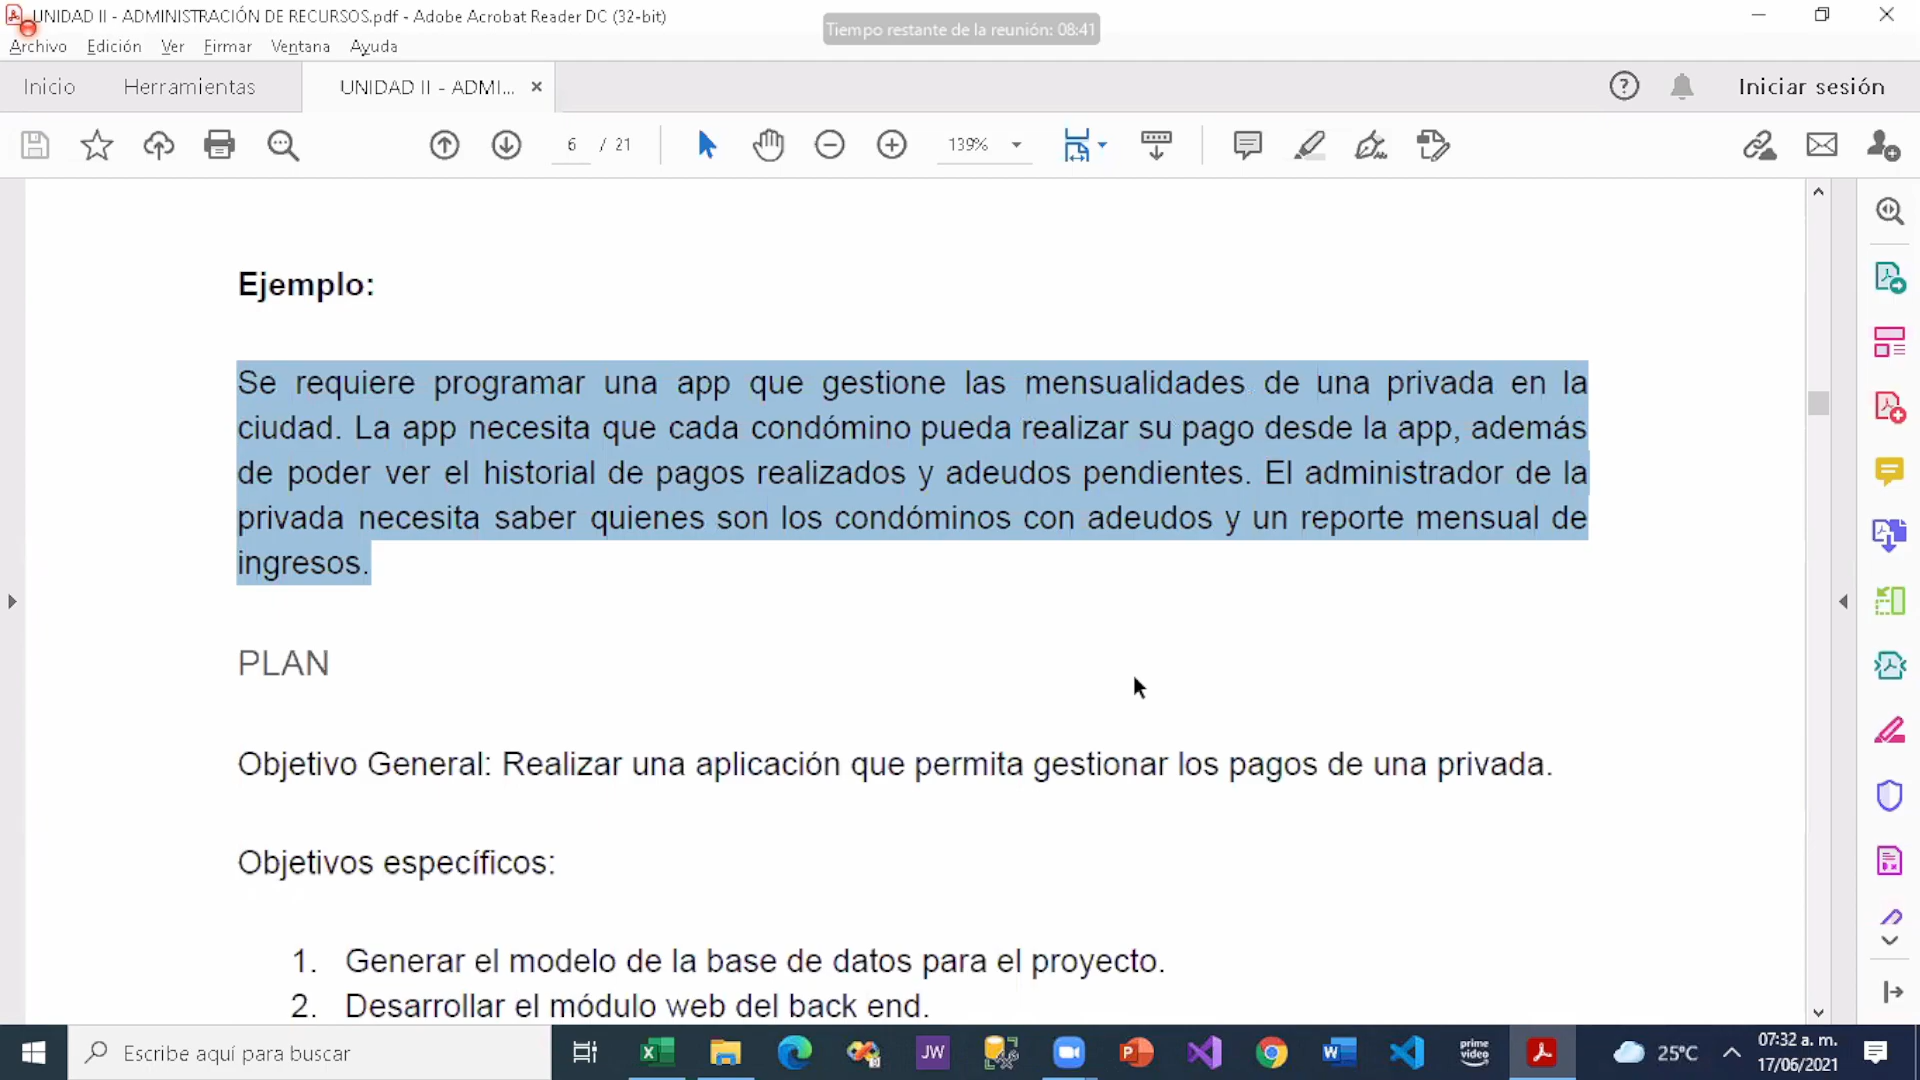 UNIDAD II - ADMINISTRACIÓN DE RECURSOS.pdf - Adobe Acrobat Reader DC (32-bit)
Tiempo restante de la reunión: 08:41
Archivo Edición Ver Firmar Ventana Ayuda
Inicio Herramientas UNIDAD II - ADMI... Iniciar sesión
6 / 21 139%
Ejemplo:
Se requiere programar una app que gestione las mensualidades de una privada en la
ciudad. La app necesita que cada condómino pueda realizar su pago desde la app, además
de poder ver el historial de pagos realizados y adeudos pendientes. El administrador de la
privada necesita saber quienes son los condóminos con adeudos y un reporte mensual de
ingresos.
PLAN
Objetivo General: Realizar una aplicación que permita gestionar los pagos de una privada.
Objetivos específicos:
1. Generar el modelo de la base de datos para el proyecto.
2. Desarrollar el módulo web del back end.
Escribe aquí para buscar
JW
prime
video
25°C
07:32 a. m.
17/06/2021